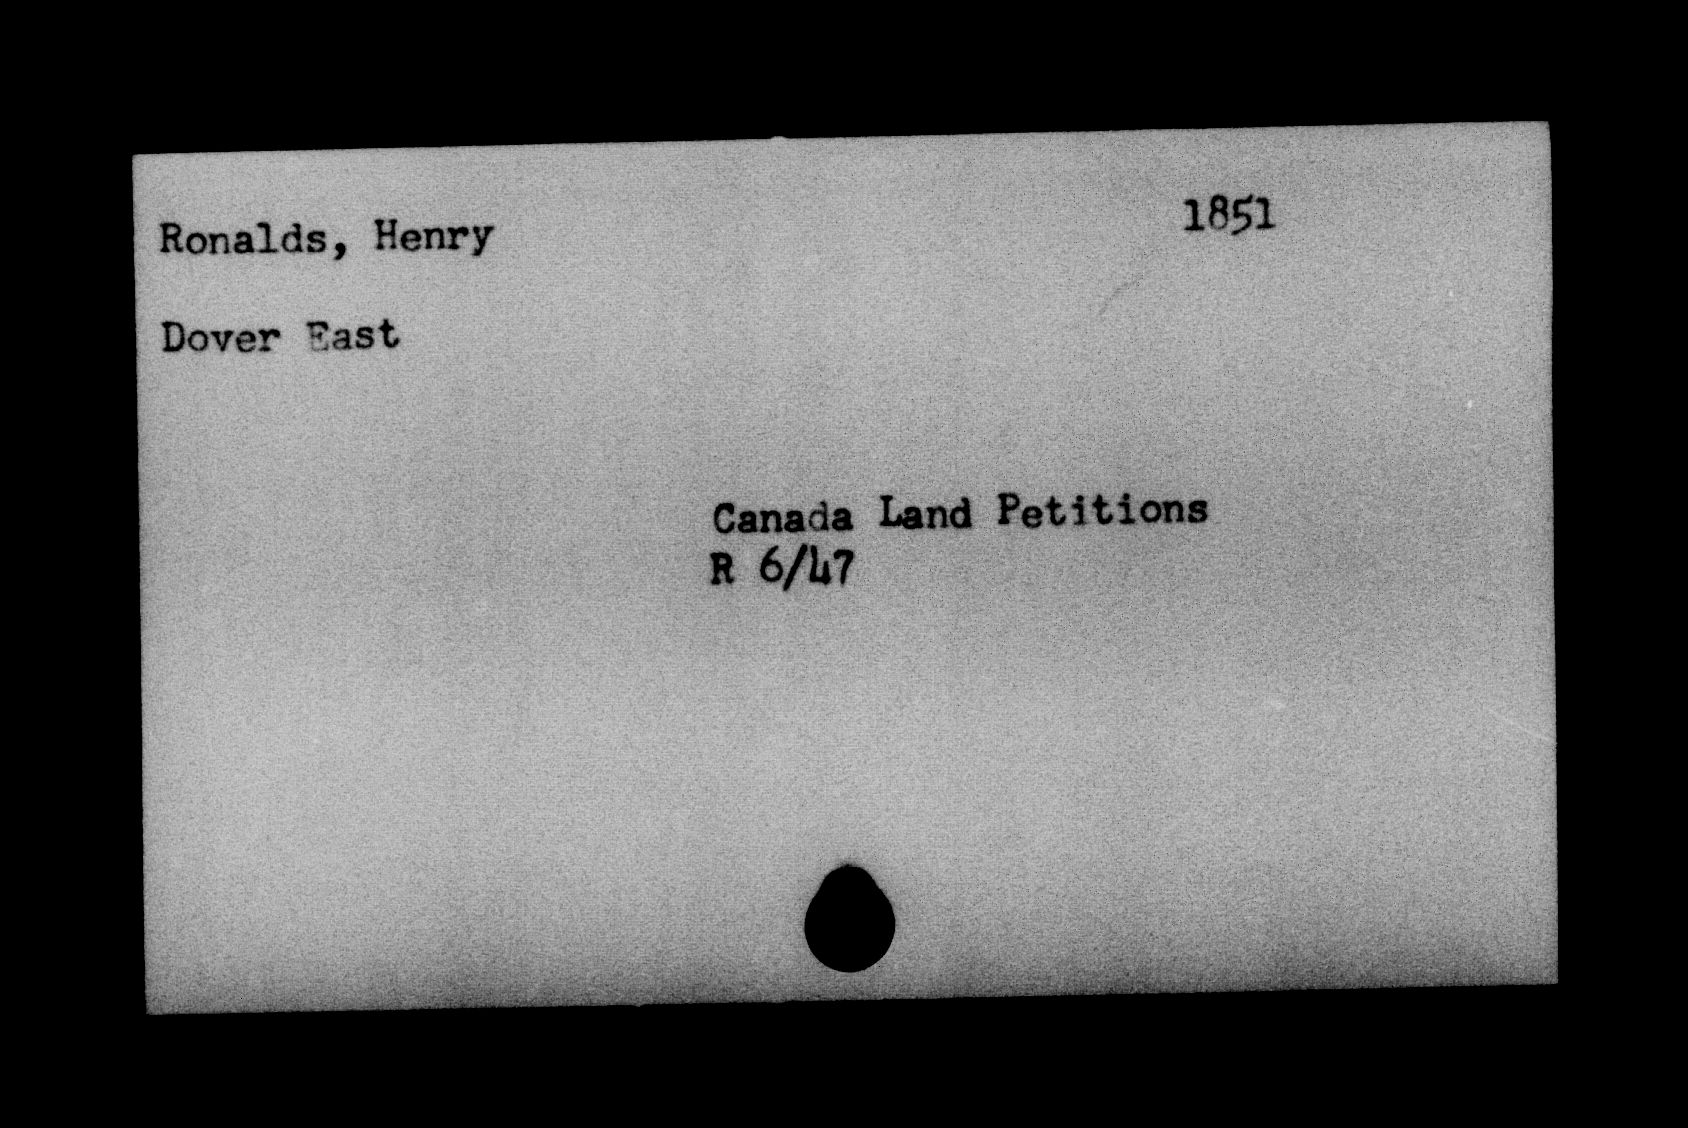 Ronalds, Henry 1851
Dover East
Canada Land Petitions
R 6/47